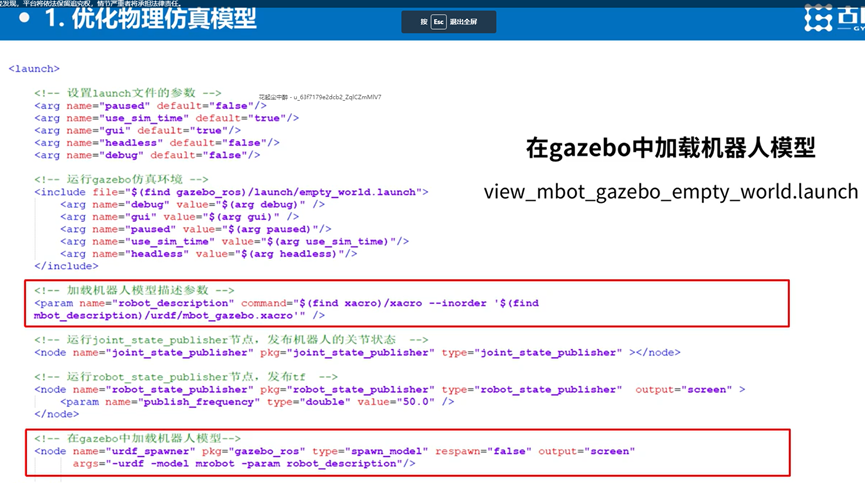 发现，平台将依法保留追究权，情节严重者将承担法律责任。
1. 优化物理仿真模型
按 Esc 退出全屏
<launch>
<!-- 设置launch文件的参数 -->
花起尘中醉 - u_63f7179e2dcb2_ZqlCZmMlV7
<arg name="paused" default="false"/>
<arg name="use_sim_time" default="true"/>
<arg name="gui" default="true"/>
<arg name="headless" default="false"/>
<arg name="debug" default="false"/>
<!-- 运行gazebo仿真环境 -->
<include file="$(find gazebo_ros)/launch/empty_world.launch">
<arg name="debug" value="$(arg debug)" />
<arg name="gui" value="$(arg gui)" />
<arg name="paused" value="$(arg paused)"/>
<arg name="use_sim_time" value="$(arg use_sim_time)"/>
<arg name="headless" value="$(arg headless)"/>
</include>
在gazebo中加载机器人模型
view_mbot_gazebo_empty_world.launch
<!-- 加载机器人模型描述参数 -->
<param name="robot_description" command="$(find xacro)/xacro --inorder '$(find
mbot_description)/urdf/mbot_gazebo.xacro'" />
<!-- 运行joint_state_publisher节点，发布机器人的关节状态  -->
<node name="joint_state_publisher" pkg="joint_state_publisher" type="joint_state_publisher" ></node>
<!-- 运行robot_state_publisher节点，发布tf  -->
<node name="robot_state_publisher" pkg="robot_state_publisher" type="robot_state_publisher"  output="screen" >
<param name="publish_frequency" type="double" value="50.0" />
</node>
<!-- 在gazebo中加载机器人模型-->
<node name="urdf_spawner" pkg="gazebo_ros" type="spawn_model" respawn="false" output="screen"
args="-urdf -model mrobot -param robot_description"/>